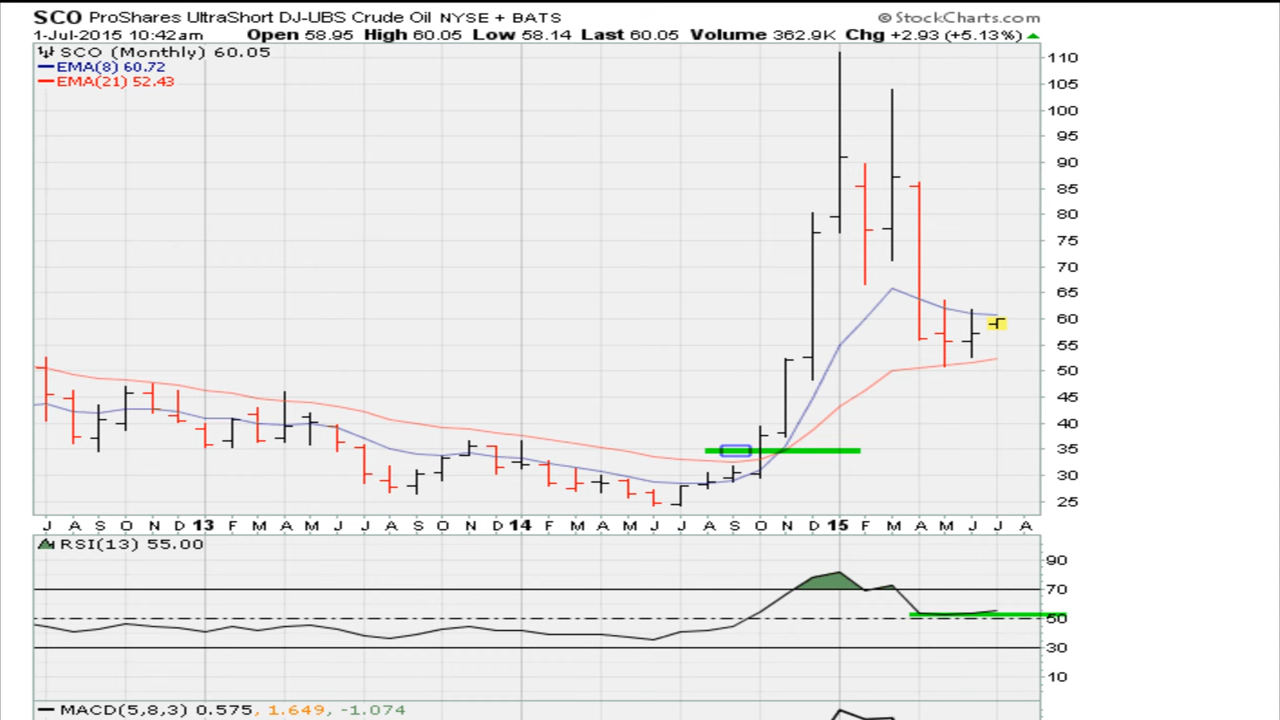 SCO ProShares UltraShort DJ-UBS Crude Oil NYSE + BATS © StockCharts.com
1-Jul-2015 10:42am Open 58.95 High 60.05 Low 58.14 Last 60.05 Volume 362.9K Chg +2.93 (+5.13%)
SCO (Monthly) 60.05
EMA(8) 60.72
EMA(21) 52.43
110
105
100
95
90
85
80
75
70
65
60
55
50
45
40
35
30
25
J A S O N D 13 F M A M J J A S O N D 14 F M A M J J A S O N D 15 F M A M J J A
RSI(13) 55.00
90
70
50
30
10
MACD(5,8,3) 0.575, 1.649, -1.074